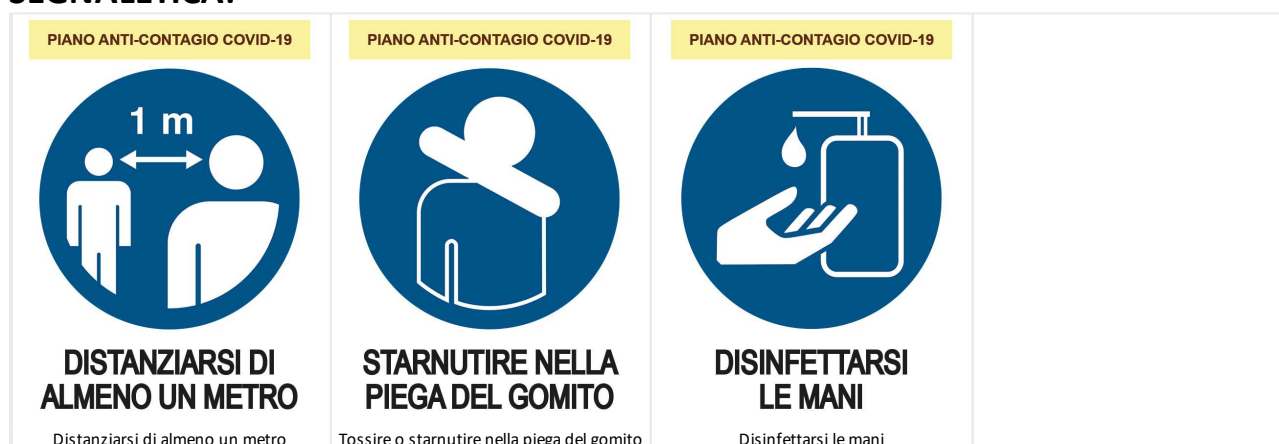 SEGNALETICA:
PIANO ANTI-CONTAGIO COVID-19
1 m
DISTANZIARSI DI
ALMENO UN METRO
Distanziarsi di almeno un metro
PIANO ANTI-CONTAGIO COVID-19
STARNUTIRE NELLA
PIEGA DEL GOMITO
Tossire o starnutire nella piega del gomito
PIANO ANTI-CONTAGIO COVID-19
DISINFETTARSI
LE MANI
Disinfettarsi le mani